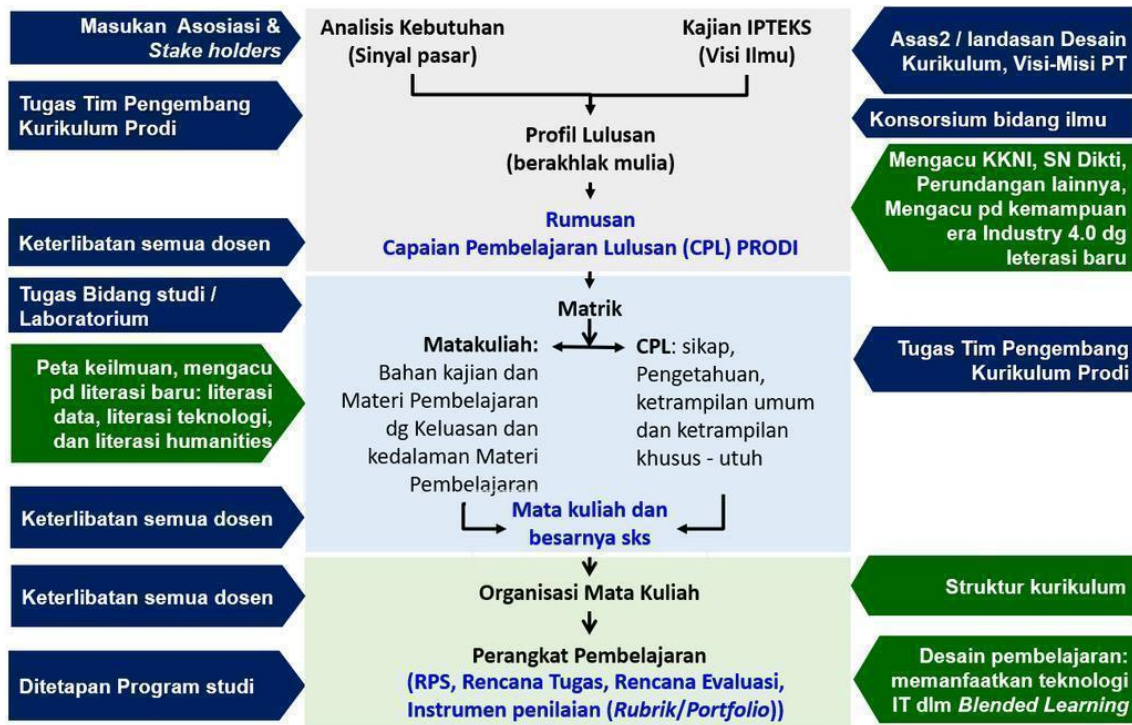 Masukan Asosiasi &
Stake holders
Analisis Kebutuhan
(Sinyal pasar)
Kajian IPTEKS
(Visi Ilmu)
Asas2 / landasan Desain
Kurikulum, Visi-Misi PT
Tugas Tim Pengembang
Kurikulum Prodi
Konsorsium bidang ilmu
Profil Lulusan
(berakhlak mulia)
Mengacu KKNI, SN Dikti,
Perundangan lainnya,
Mengacu pd kemampuan
era Industry 4.0 dg
leterasi baru
Keterlibatan semua dosen
Rumusan
Capaian Pembelajaran Lulusan (CPL) PRODI
Tugas Bidang studi /
Laboratorium
Matrik
Peta keilmuan, mengacu
pd literasi baru: literasi
data, literasi teknologi,
dan literasi humanities
Matakuliah:
Bahan kajian dan
Materi Pembelajaran
dg Keluasan dan
kedalaman Materi
Pembelajaran
CPL: sikap,
Pengetahuan,
ketrampilan umum
dan ketrampilan
khusus - utuh
Tugas Tim Pengembang
Kurikulum Prodi
Keterlibatan semua dosen
Mata kuliah dan
besarnya sks
Keterlibatan semua dosen
Organisasi Mata Kuliah
Struktur kurikulum
Ditetapan Program studi
Perangkat Pembelajaran
(RPS, Rencana Tugas, Rencana Evaluasi,
Instrumen penilaian (Rubrik/Portfolio))
Desain pembelajaran:
memanfaatkan teknologi
IT dlm Blended Learning